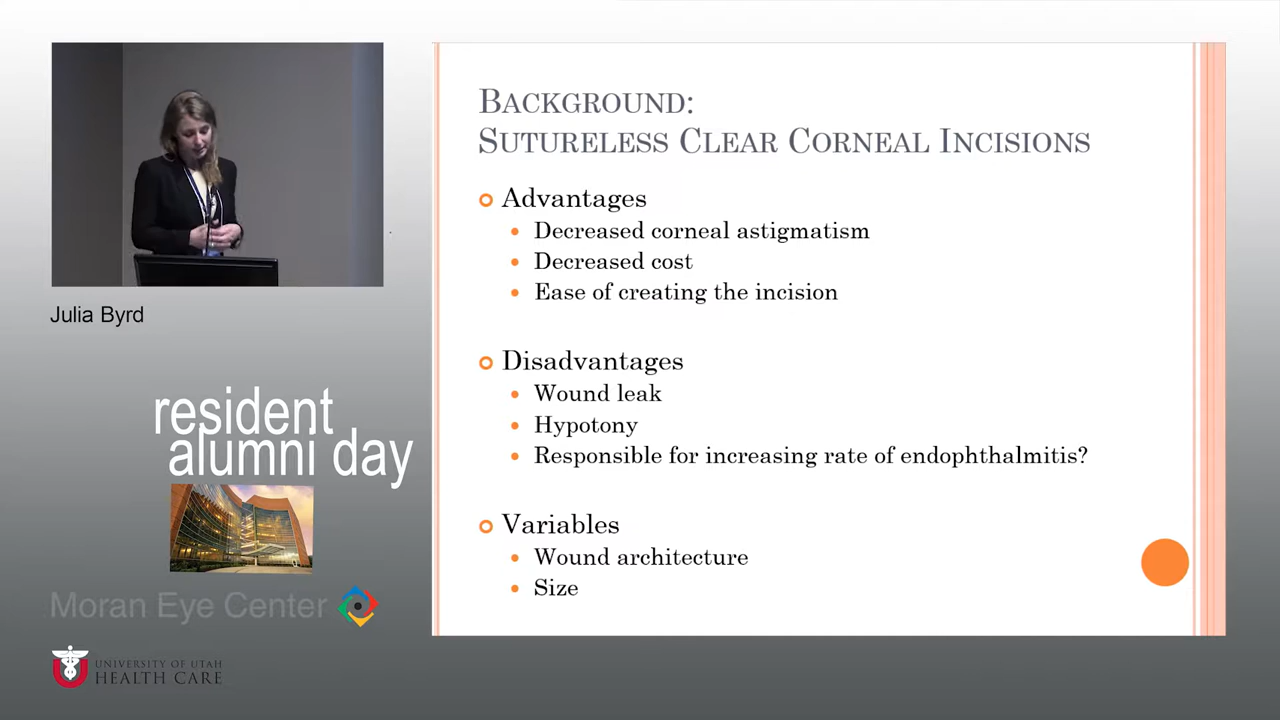 BACKGROUND:
SUTURELESS CLEAR CORNEAL INCISIONS
Advantages
Decreased corneal astigmatism
Decreased cost
Ease of creating the incision
Disadvantages
Wound leak
Hypotony
Responsible for increasing rate of endophthalmitis?
Variables
Wound architecture
Size
Julia Byrd
resident
alumni day
Moran Eye Center
UNIVERSITY OF UTAH
HEALTH CARE